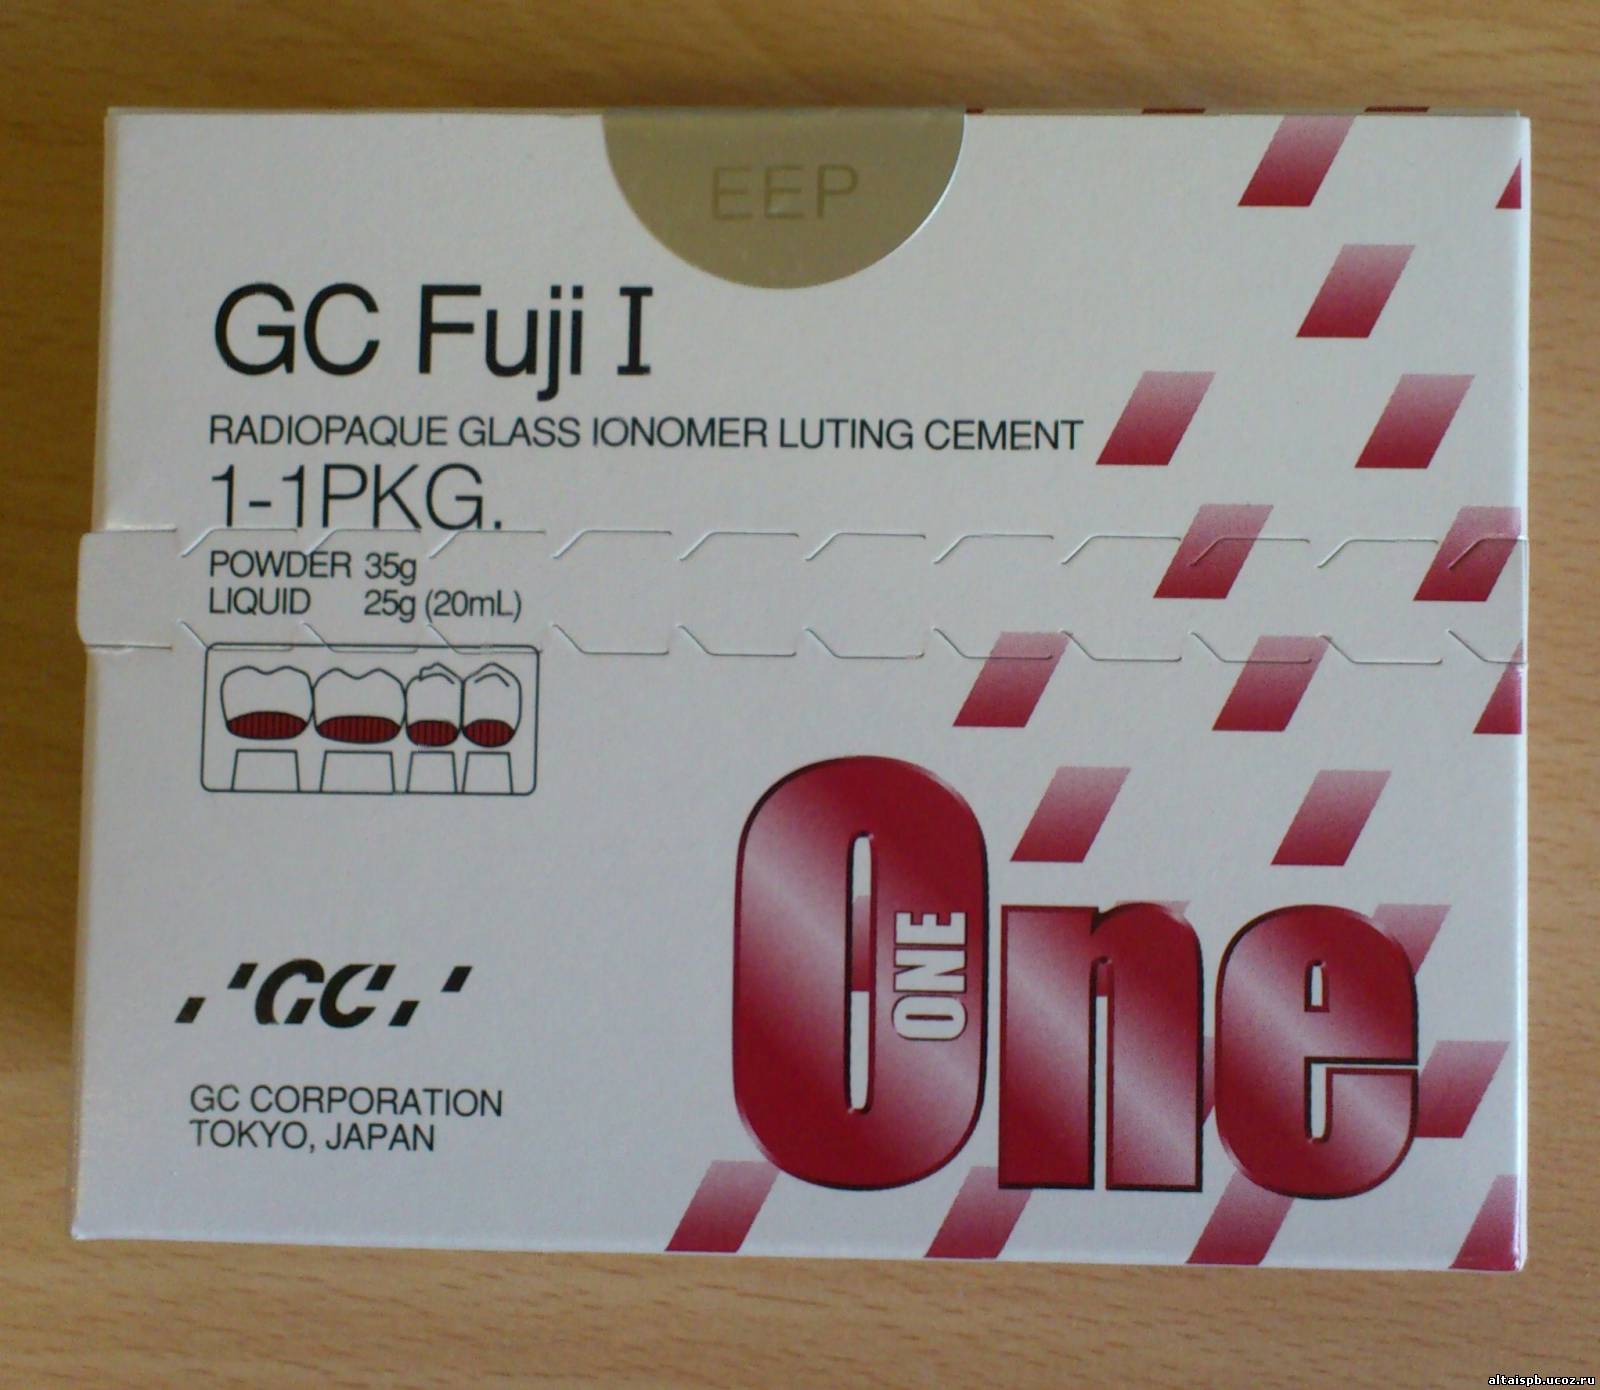 EEP
GC Fuji I
RADIOPAQUE GLASS IONOMER LUTING CEMENT
1-1PKG.
POWDER 35g
LIQUID 25g (20mL)
One
ONE
GC
GC CORPORATION
TOKYO, JAPAN
altaispb.ucoz.ru